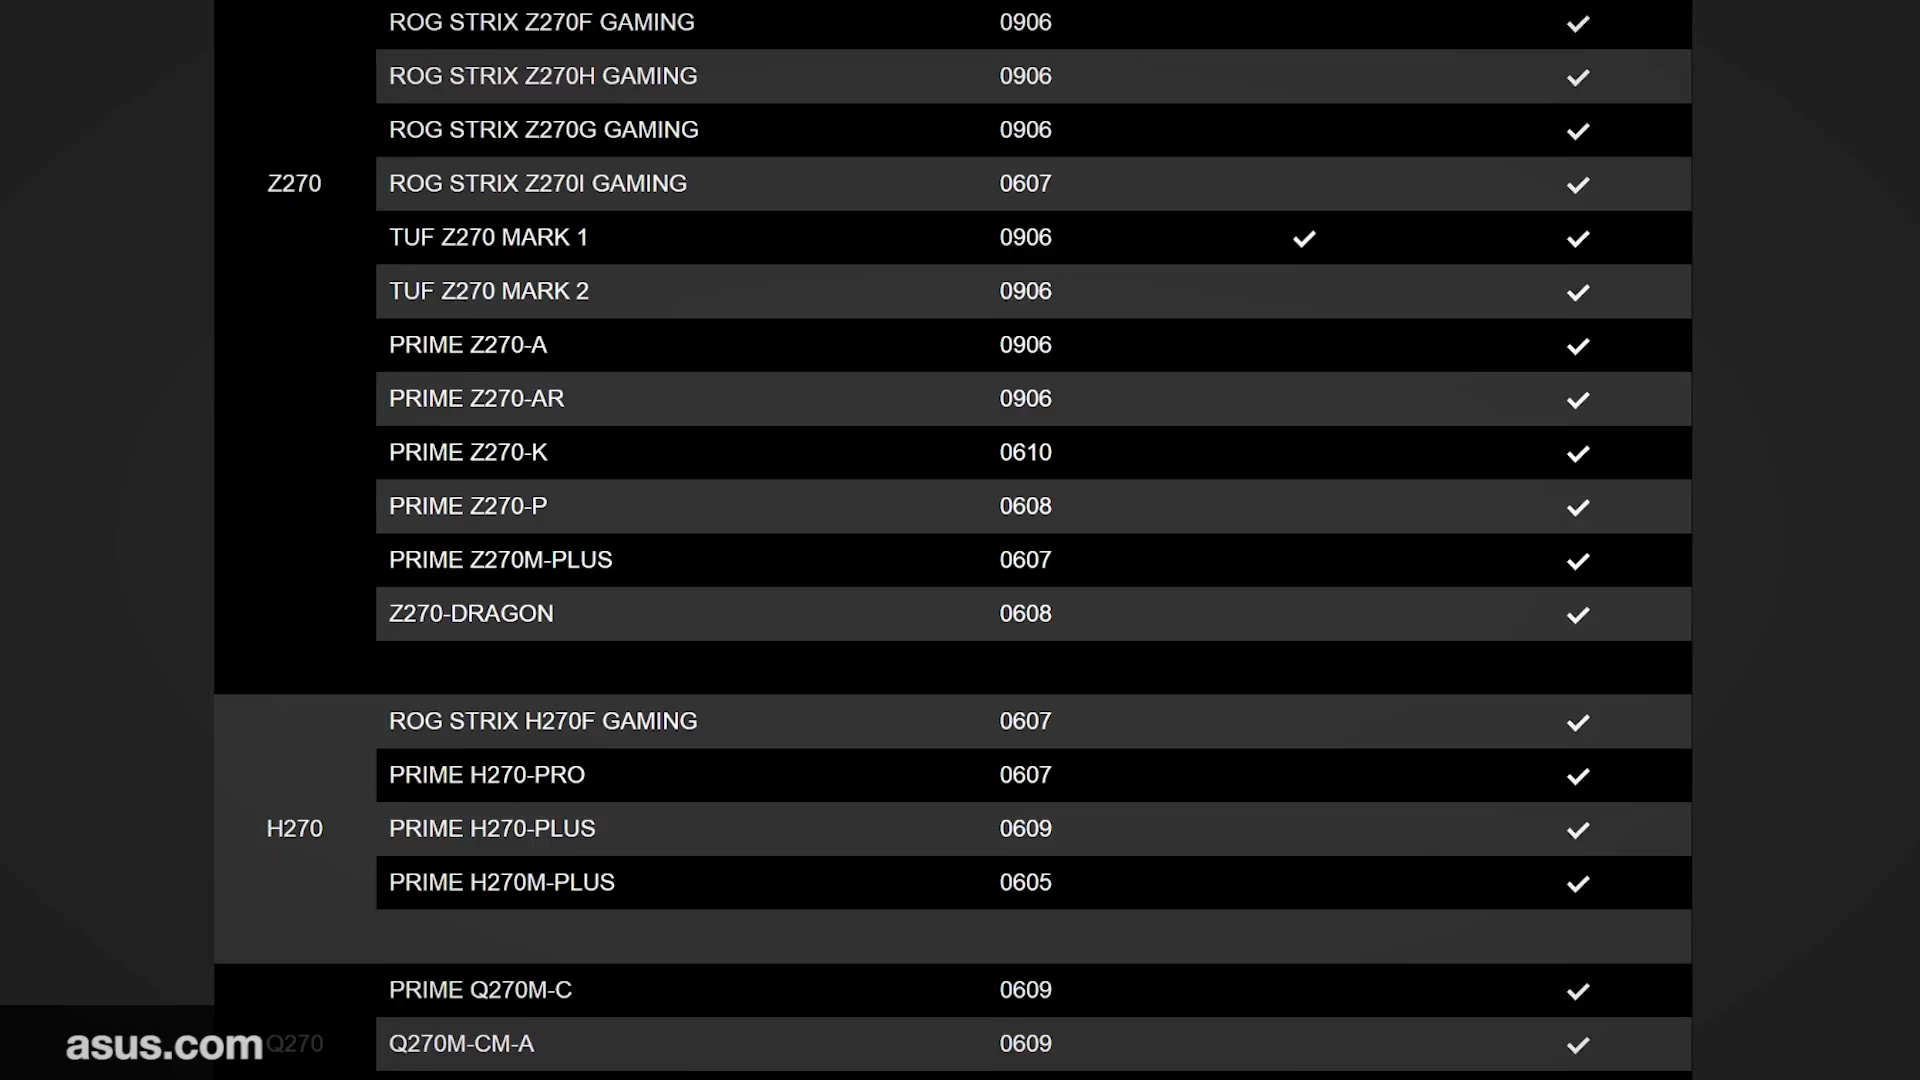 ROG STRIX Z270F GAMING 0906 ✓
ROG STRIX Z270H GAMING 0906 ✓
ROG STRIX Z270G GAMING 0906 ✓
Z270 ROG STRIX Z270I GAMING 0607 ✓
TUF Z270 MARK 1 0906 ✓ ✓
TUF Z270 MARK 2 0906 ✓
PRIME Z270-A 0906 ✓
PRIME Z270-AR 0906 ✓
PRIME Z270-K 0610 ✓
PRIME Z270-P 0608 ✓
PRIME Z270M-PLUS 0607 ✓
Z270-DRAGON 0608 ✓
ROG STRIX H270F GAMING 0607 ✓
PRIME H270-PRO 0607 ✓
H270 PRIME H270-PLUS 0609 ✓
PRIME H270M-PLUS 0605 ✓
PRIME Q270M-C 0609 ✓
Q270 Q270M-CM-A 0609 ✓
asus.com